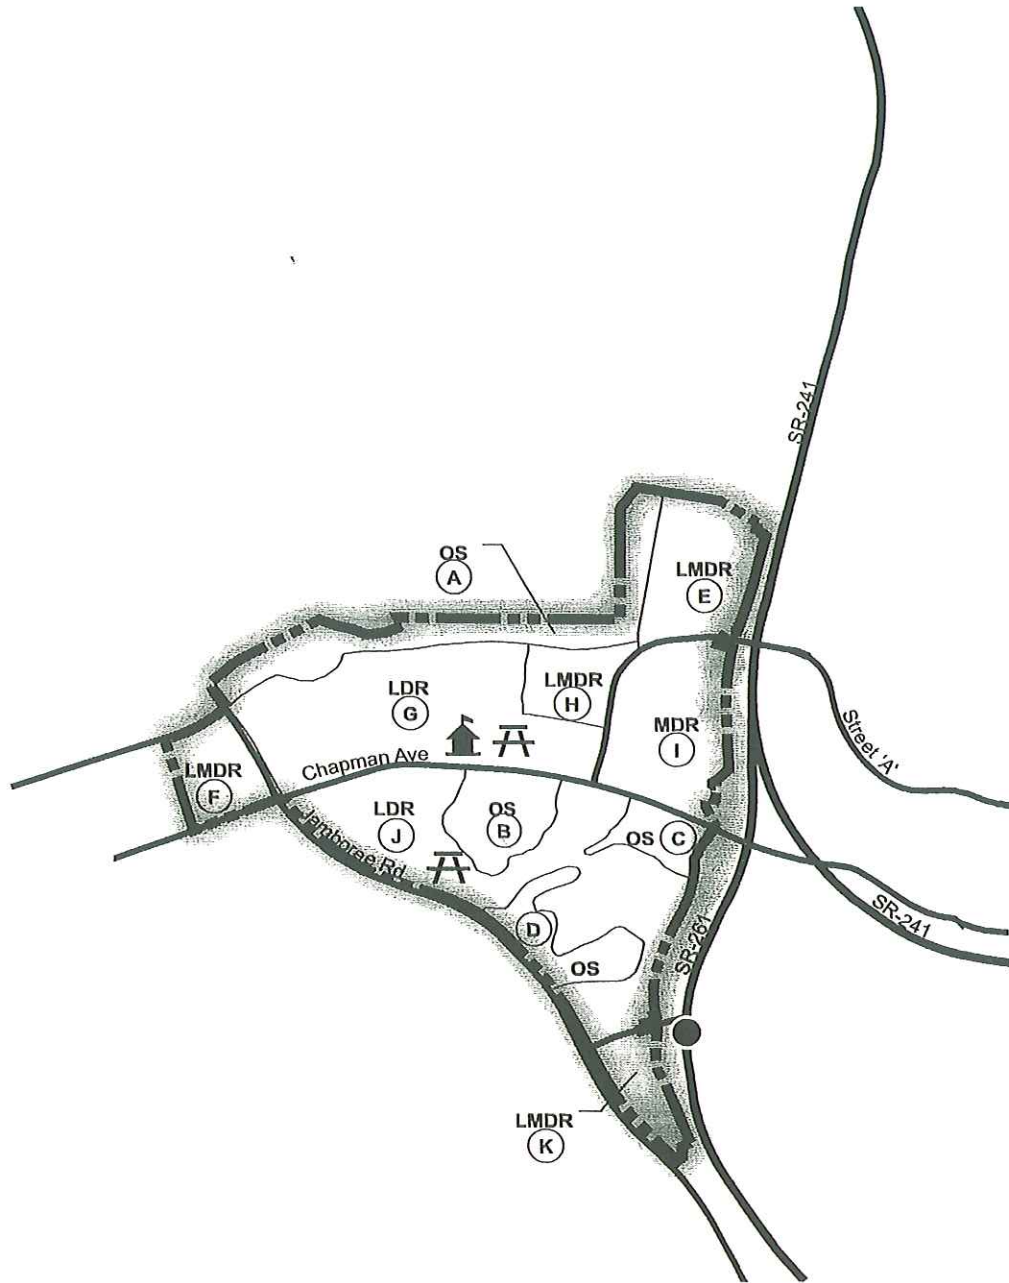 SR-241
OS
A
LMDR
E
LDR
G
LMDR
H
MDR
I
Street 'A'
Chapman Ave
LMDR
F
LDR
J
OS
B
OS
C
Jamborae Rd
D
OS
SR-261
SR-241
LMDR
K